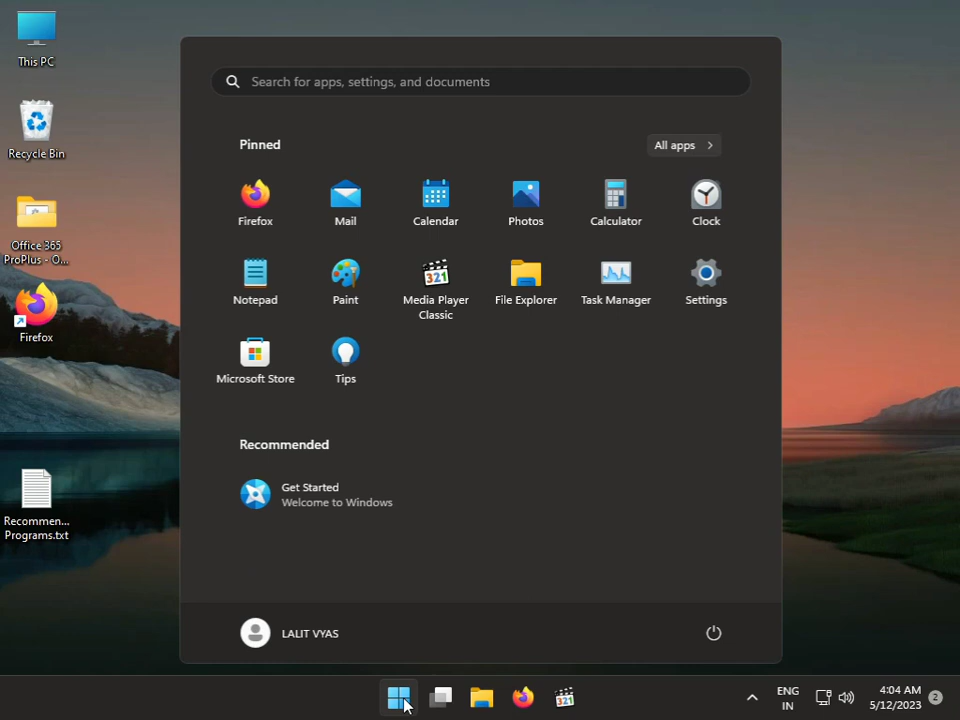 This PC
Recycle Bin
Office 365
ProPlus - O...
Firefox
Recommen...
Programs.txt
Search for apps, settings, and documents
Pinned
All apps
Firefox
Mail
Calendar
Photos
Calculator
Clock
Notepad
Paint
Media Player
Classic
File Explorer
Task Manager
Settings
Microsoft Store
Tips
Recommended
Get Started
Welcome to Windows
LALIT VYAS
321
321
ENG
IN
4:04 AM
5/12/2023
2